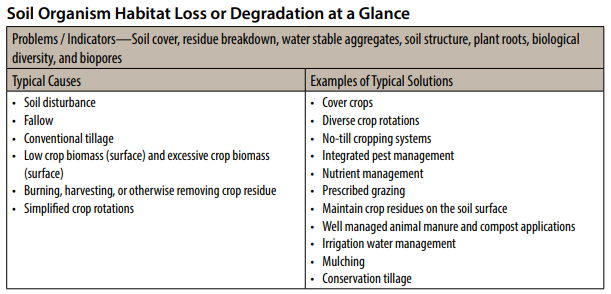 Soil Organism Habitat Loss or Degradation at a Glance
Problems / Indicators—Soil cover, residue breakdown, water stable aggregates, soil structure, plant roots, biological
diversity, and biopores
Typical Causes
• Soil disturbance
• Fallow
• Conventional tillage
• Low crop biomass (surface) and excessive crop biomass
(surface)
• Burning, harvesting, or otherwise removing crop residue
• Simplified crop rotations
Examples of Typical Solutions
• Cover crops
• Diverse crop rotations
• No-till cropping systems
• Integrated pest management
• Nutrient management
• Prescribed grazing
• Maintain crop residues on the soil surface
• Well managed animal manure and compost applications
• Irrigation water management
• Mulching
• Conservation tillage